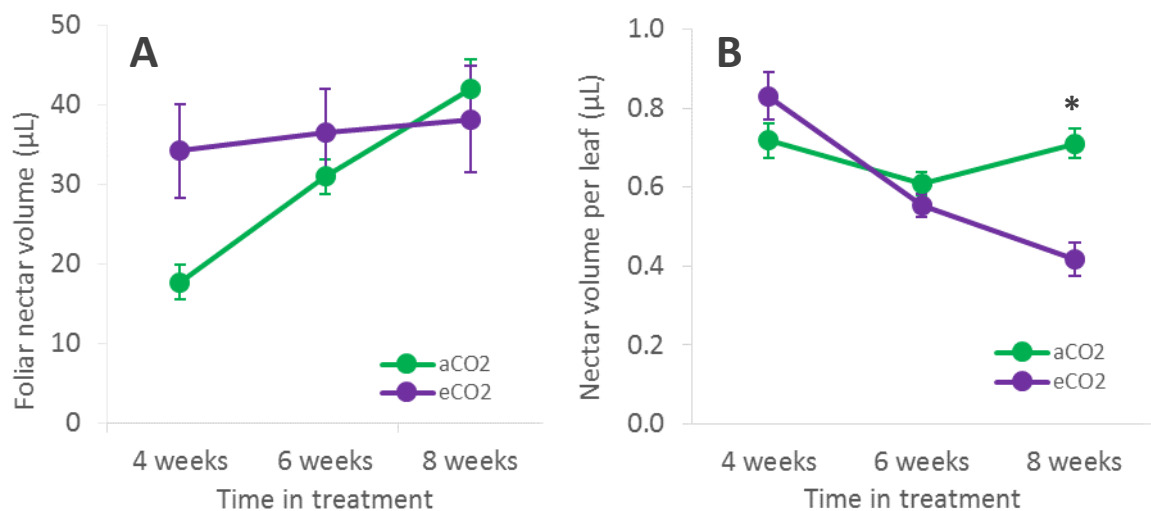 A
Foliar nectar volume (µL)
50
40
30
20
10
0
aCO2
eCO2
4 weeks 6 weeks 8 weeks
Time in treatment
B
Nectar volume per leaf (µL)
1.0
0.8
0.6
0.4
0.2
0.0
*
aCO2
eCO2
4 weeks 6 weeks 8 weeks
Time in treatment